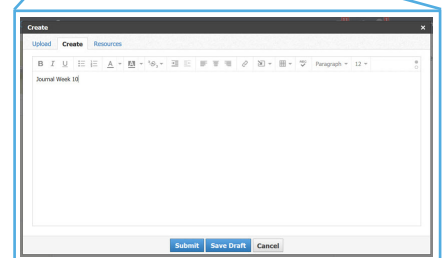 Create
Upload Create Resources
B I U A A Paragraph 12
Journal Week 10
Submit Save Draft Cancel